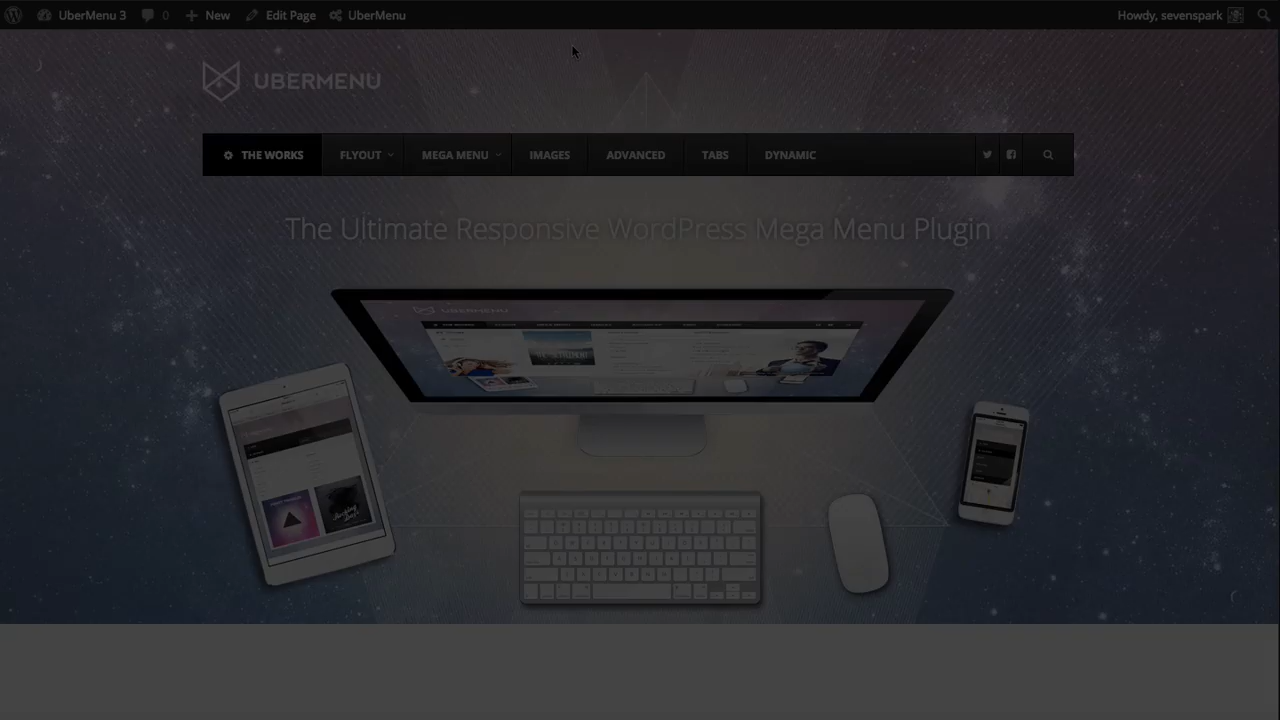 UberMenu 3 0 New Edit Page UberMenu Howdy, sevenspark
UBERMENU
THE WORKS FLYOUT MEGA MENU IMAGES ADVANCED TABS DYNAMIC
The Ultimate Responsive WordPress Mega Menu Plugin
UBERMENU